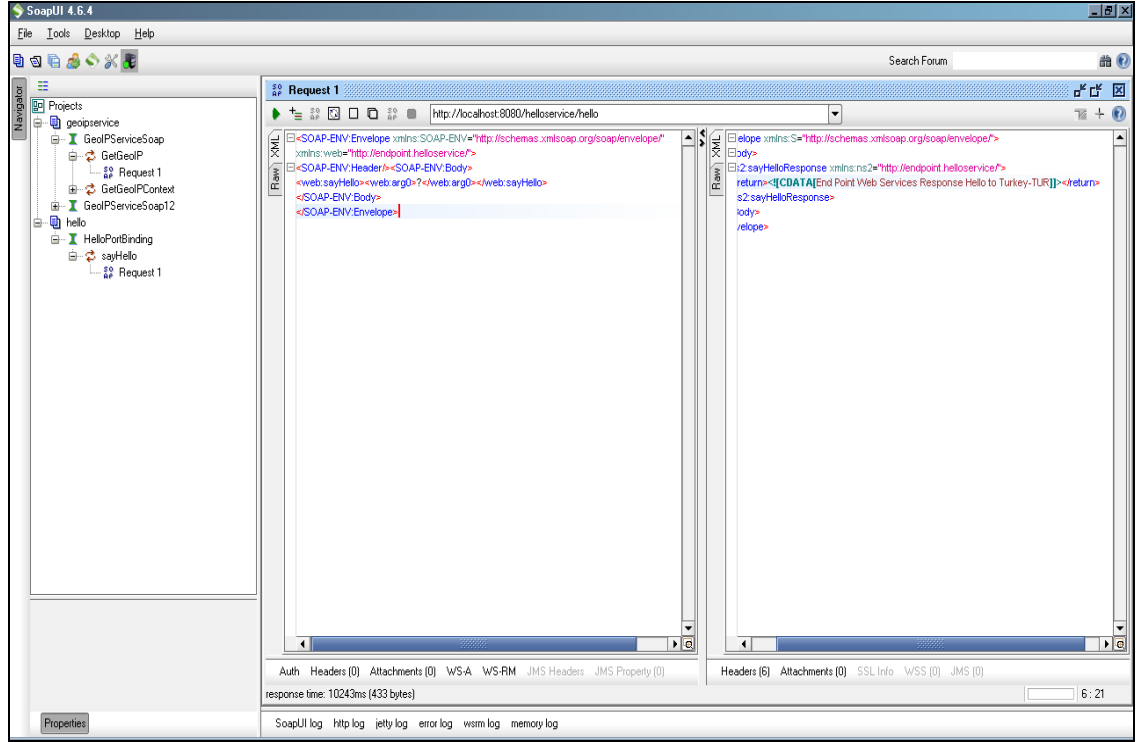 SoapUI 4.6.4
File Tools Desktop Help
Search Forum
Navigator
Projects
geoipservice
GeoIPServiceSoap
GetGeoIP
Request 1
GetGeoIPContext
GeoIPServiceSoap12
hello
HelloPortBinding
sayHello
Request 1
Properties
Request 1
http://localhost:8080/helloservice/hello
XML
Raw
<SOAP-ENV:Envelope xmlns:SOAP-ENV="http://schemas.xmlsoap.org/soap/envelope/"
xmlns:web="http://endpoint.helloservice/">
<SOAP-ENV:Header/><SOAP-ENV:Body>
<web:sayHello><web:arg0>?</web:arg0></web:sayHello>
</SOAP-ENV:Body>
</SOAP-ENV:Envelope>
XML
Raw
elope xmlns:S="http://schemas.xmlsoap.org/soap/envelope/">
ody>
s2:sayHelloResponse xmlns:ns2="http://endpoint.helloservice/">
return><![CDATA[End Point Web Services Response Hello to Turkey-TUR]]></return>
s2:sayHelloResponse>
ody>
velope>
Auth Headers (0) Attachments (0) WS-A WS-RM JMS Headers JMS Property (0)
Headers (6) Attachments (0) SSL Info WSS (0) JMS (0)
response time: 10243ms (433 bytes)
6 : 21
SoapUI log http log jetty log error log wsrm log memory log